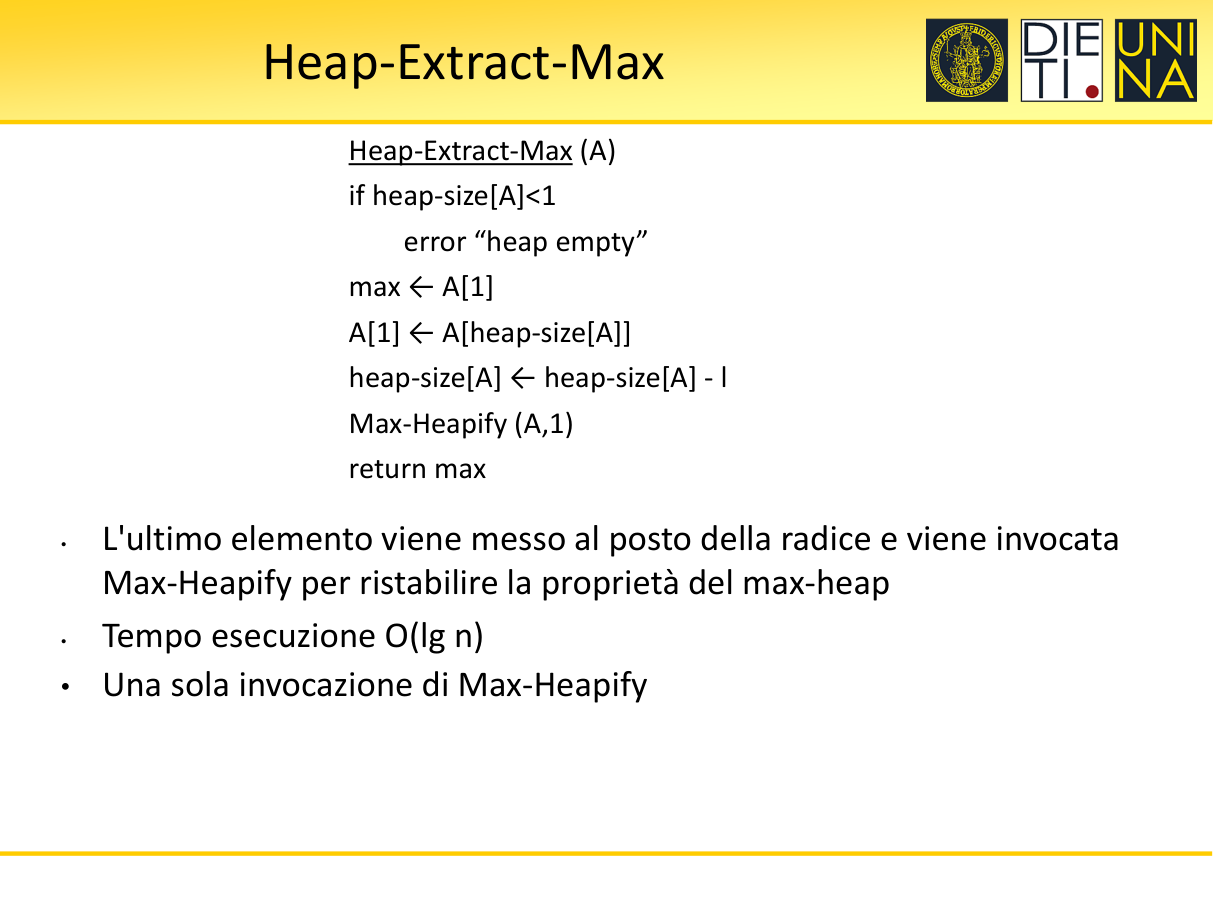 Heap-Extract-Max
DIE
TI
UNI
NA
Heap-Extract-Max (A)
if heap-size[A]<1
error “heap empty”
max ← A[1]
A[1] ← A[heap-size[A]]
heap-size[A] ← heap-size[A] - l
Max-Heapify (A,1)
return max
• L'ultimo elemento viene messo al posto della radice e viene invocata
Max-Heapify per ristabilire la proprietà del max-heap
• Tempo esecuzione O(lg n)
• Una sola invocazione di Max-Heapify